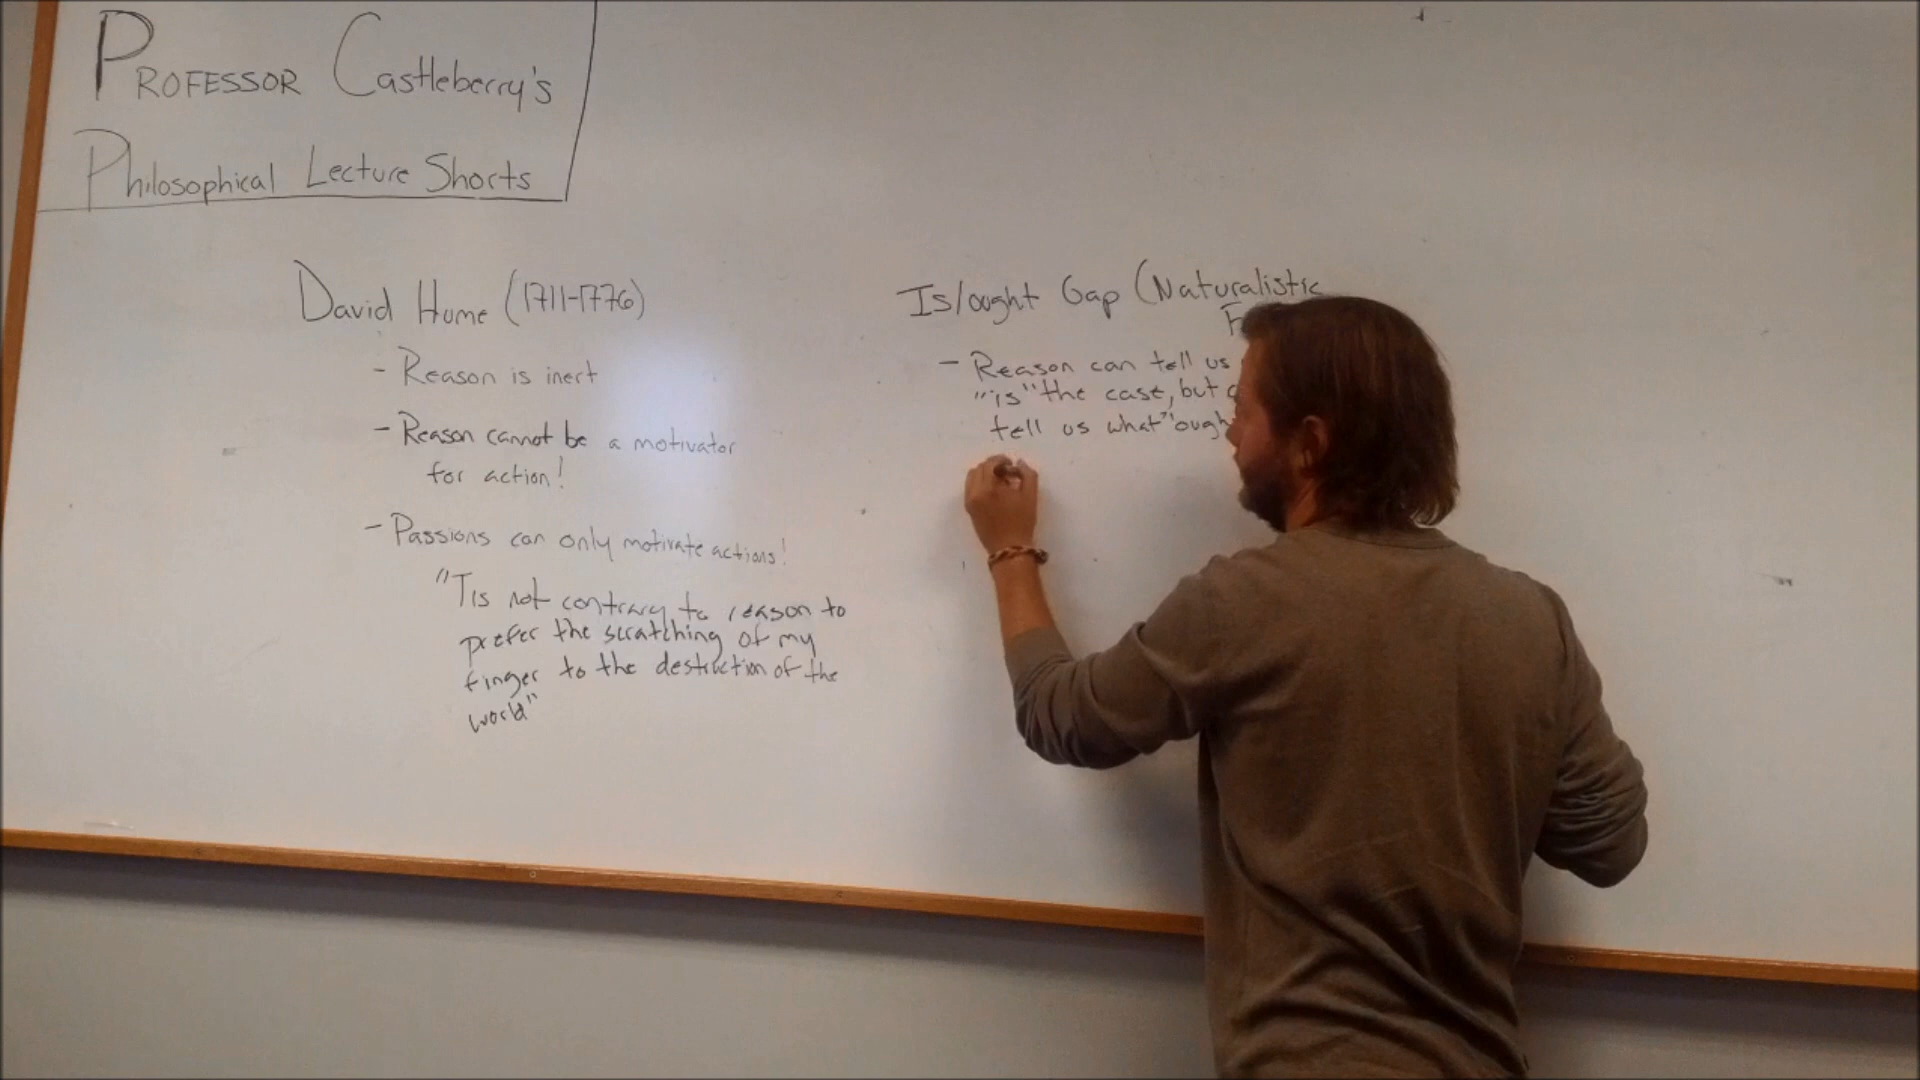 PROFESSOR Castleberry's
Philosophical Lecture Shorts
David Hume (1711-1776)
- Reason is inert
- Reason cannot be a motivator
for action!
- Passions can only motivate actions!
"Tis not contrary to reason to
prefer the scratching of my
finger to the destruction of the
world"
Is/ought Gap (Naturalistic
- Reason can tell us
"is" the case, but
tell us what "ough